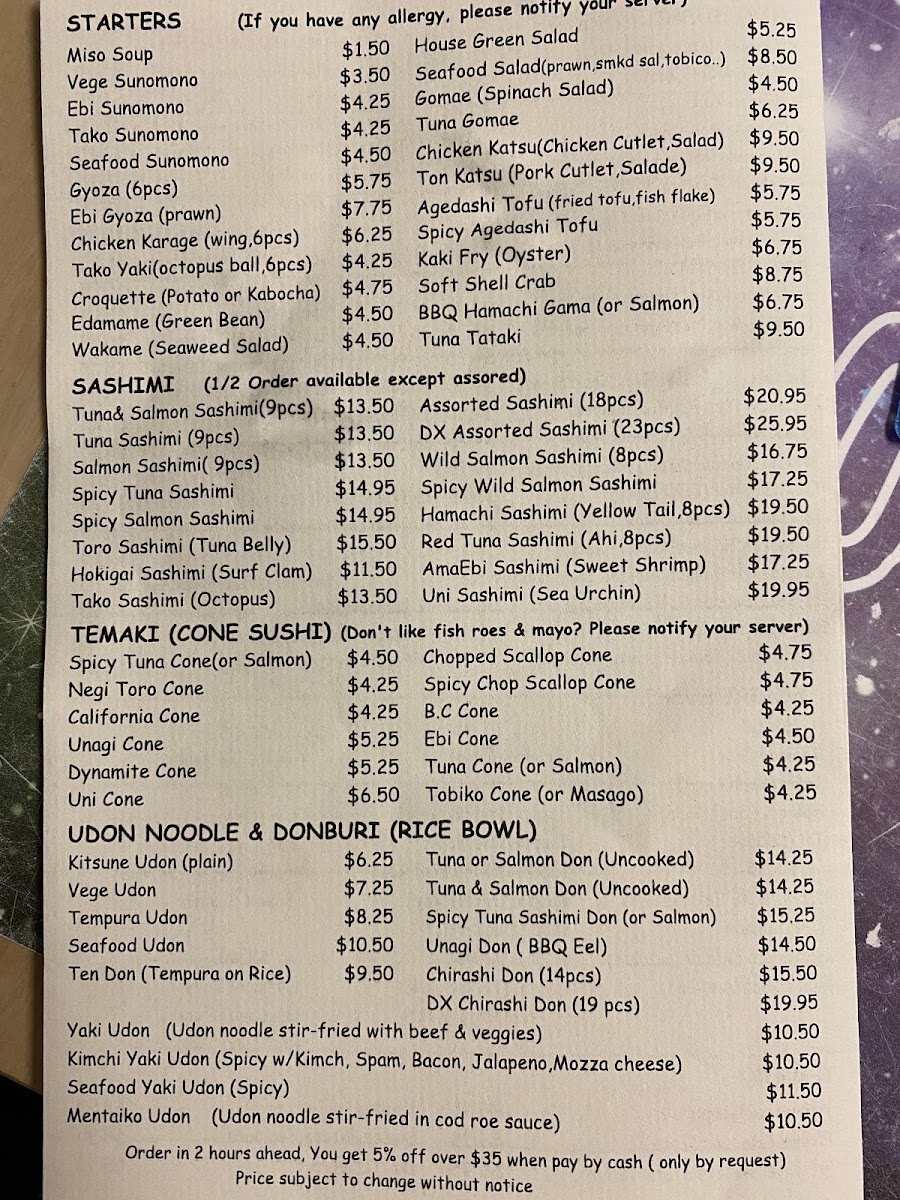 STARTERS (If you have any allergy, please notify your server)
Miso Soup $1.50 House Green Salad $5.25
Vege Sunomono $3.50 Seafood Salad(prawn,smkd sal,tobico..) $8.50
Ebi Sunomono $4.25 Gomae (Spinach Salad) $4.50
Tako Sunomono $4.25 Tuna Gomae $6.25
Seafood Sunomono $4.50 Chicken Katsu(Chicken Cutlet,Salad) $9.50
Gyoza (6pcs) $5.75 Ton Katsu (Pork Cutlet,Salade) $9.50
Ebi Gyoza (prawn) $7.75 Agedashi Tofu (fried tofu,fish flake) $5.75
Chicken Karage (wing,6pcs) $6.25 Spicy Agedashi Tofu $5.75
Tako Yaki(octopus ball,6pcs) $4.25 Kaki Fry (Oyster) $6.75
Croquette (Potato or Kabocha) $4.75 Soft Shell Crab $8.75
Edamame (Green Bean) $4.50 BBQ Hamachi Gama (or Salmon) $6.75
Wakame (Seaweed Salad) $4.50 Tuna Tataki $9.50
SASHIMI (1/2 Order available except assored)
Tuna& Salmon Sashimi(9pcs) $13.50 Assorted Sashimi (18pcs) $20.95
Tuna Sashimi (9pcs) $13.50 DX Assorted Sashimi (23pcs) $25.95
Salmon Sashimi( 9pcs) $13.50 Wild Salmon Sashimi (8pcs) $16.75
Spicy Tuna Sashimi $14.95 Spicy Wild Salmon Sashimi $17.25
Spicy Salmon Sashimi $14.95 Hamachi Sashimi (Yellow Tail,8pcs) $19.50
Toro Sashimi (Tuna Belly) $15.50 Red Tuna Sashimi (Ahi,8pcs) $19.50
Hokigai Sashimi (Surf Clam) $11.50 AmaEbi Sashimi (Sweet Shrimp) $17.25
Tako Sashimi (Octopus) $13.50 Uni Sashimi (Sea Urchin) $19.95
TEMAKI (CONE SUSHI) (Don't like fish roes & mayo? Please notify your server)
Spicy Tuna Cone(or Salmon) $4.50 Chopped Scallop Cone $4.75
Negi Toro Cone $4.25 Spicy Chop Scallop Cone $4.75
California Cone $4.25 B.C Cone $4.25
Unagi Cone $5.25 Ebi Cone $4.50
Dynamite Cone $5.25 Tuna Cone (or Salmon) $4.25
Uni Cone $6.50 Tobiko Cone (or Masago) $4.25
UDON NOODLE & DONBURI (RICE BOWL)
Kitsune Udon (plain) $6.25 Tuna or Salmon Don (Uncooked) $14.25
Vege Udon $7.25 Tuna & Salmon Don (Uncooked) $14.25
Tempura Udon $8.25 Spicy Tuna Sashimi Don (or Salmon) $15.25
Seafood Udon $10.50 Unagi Don ( BBQ Eel) $14.50
Ten Don (Tempura on Rice) $9.50 Chirashi Don (14pcs) $15.50
DX Chirashi Don (19 pcs) $19.95
Yaki Udon (Udon noodle stir-fried with beef & veggies) $10.50
Kimchi Yaki Udon (Spicy w/Kimch, Spam, Bacon, Jalapeno,Mozza cheese) $10.50
Seafood Yaki Udon (Spicy) $11.50
Mentaiko Udon (Udon noodle stir-fried in cod roe sauce) $10.50
Order in 2 hours ahead, You get 5% off over $35 when pay by cash ( only by request)
Price subject to change without notice